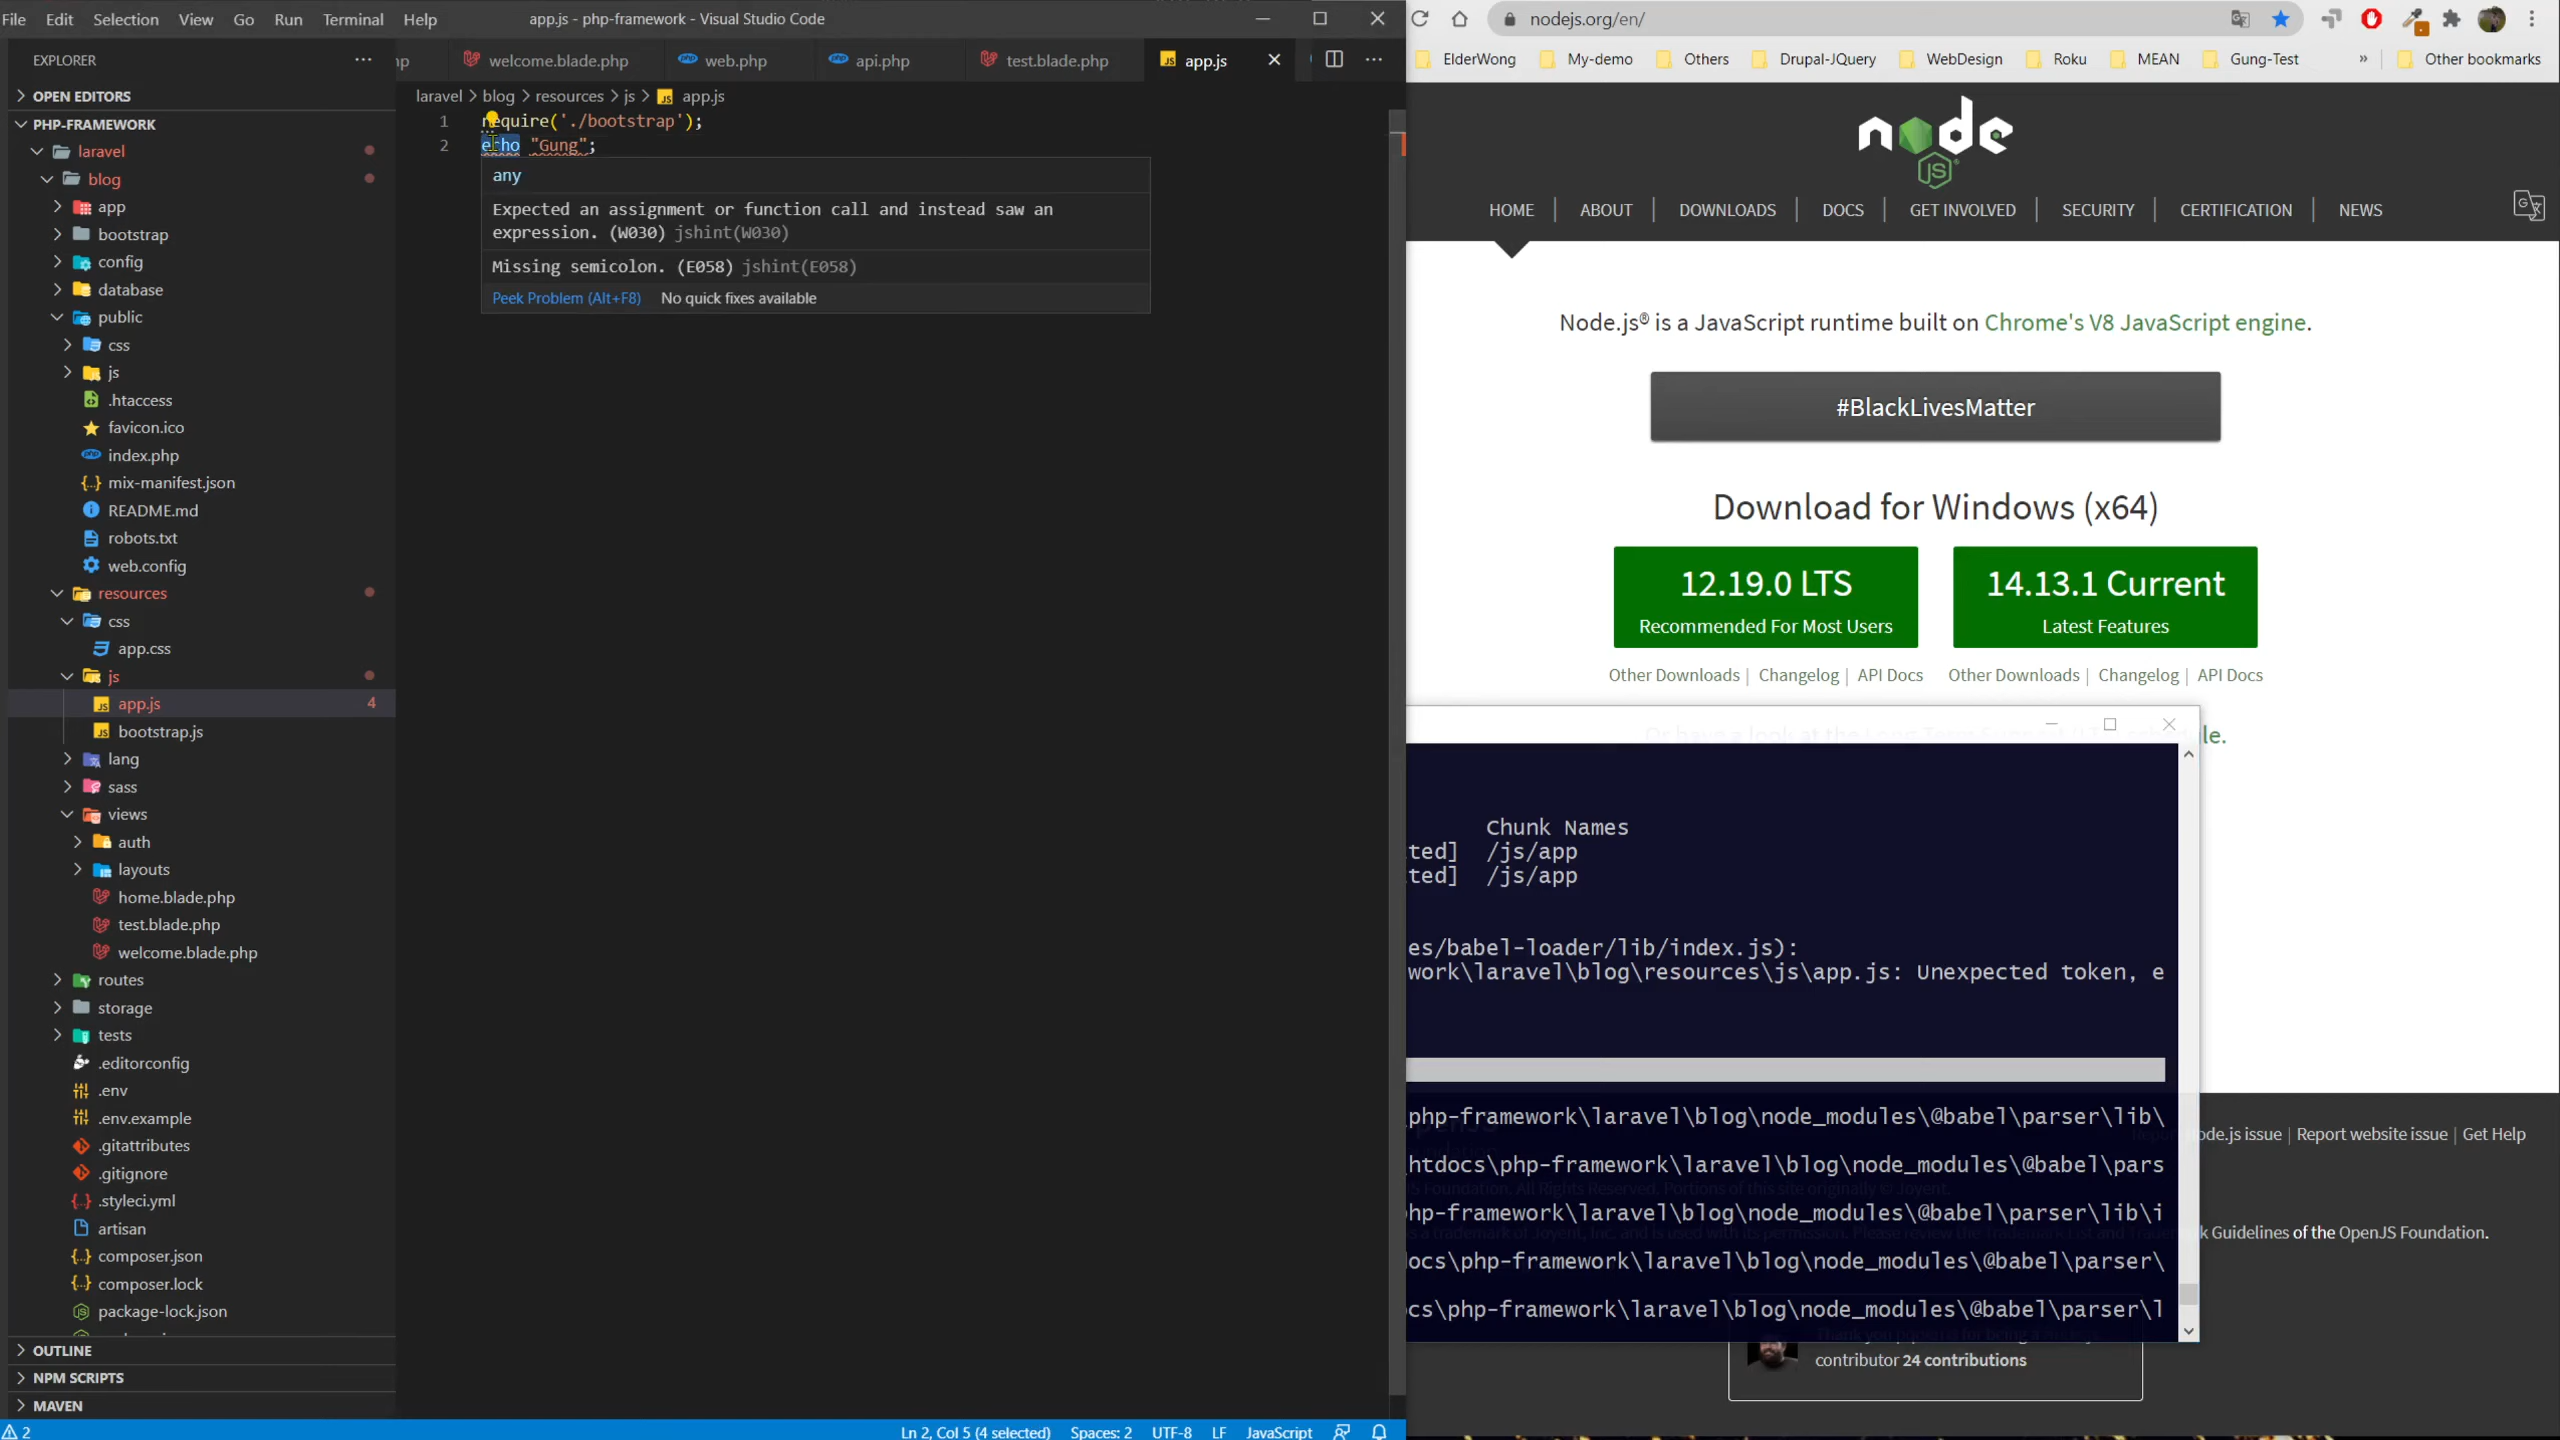 File Edit Selection View Go Run Terminal Help
app.js - php-framework - Visual Studio Code
EXPLORER
OPEN EDITORS
PHP-FRAMEWORK
laravel
blog
app
bootstrap
config
database
public
css
js
.htaccess
favicon.ico
index.php
mix-manifest.json
README.md
robots.txt
web.config
resources
css
app.css
js
app.js 4
bootstrap.js
lang
sass
views
auth
layouts
home.blade.php
test.blade.php
welcome.blade.php
routes
storage
tests
.editorconfig
.env
.env.example
.gitattributes
.gitignore
.styleci.yml
artisan
composer.json
composer.lock
package-lock.json
OUTLINE
NPM SCRIPTS
MAVEN
welcome.blade.php web.php api.php test.blade.php app.js
laravel > blog > resources > js > app.js
1 require('./bootstrap');
2 echo "Gung";
any
Expected an assignment or function call and instead saw an
expression. (W030) jshint(W030)
Missing semicolon. (E058) jshint(E058)
Peek Problem (Alt+F8) No quick fixes available
2 Ln 2, Col 5 (4 selected) Spaces: 2 UTF-8 LF JavaScript
nodejs.org/en/
ElderWong My-demo Others Drupal-JQuery WebDesign Roku MEAN Gung-Test » Other bookmarks
node
JS
HOME | ABOUT | DOWNLOADS | DOCS | GET INVOLVED | SECURITY | CERTIFICATION | NEWS
Node.js® is a JavaScript runtime built on Chrome's V8 JavaScript engine.
#BlackLivesMatter
Download for Windows (x64)
12.19.0 LTS
Recommended For Most Users
14.13.1 Current
Latest Features
Other Downloads | Changelog | API Docs
Other Downloads | Changelog | API Docs
Chunk Names
ted] /js/app
ted] /js/app
es/babel-loader/lib/index.js):
work\laravel\blog\resources\js\app.js: Unexpected token, e
php-framework\laravel\blog\node_modules\@babel\parser\lib\
htdocs\php-framework\laravel\blog\node_modules\@babel\pars
hp-framework\laravel\blog\node_modules\@babel\parser\lib\i
ocs\php-framework\laravel\blog\node_modules\@babel\parser\
cs\php-framework\laravel\blog\node_modules\@babel\parser\l
ode.js issue | Report website issue | Get Help
Guidelines of the OpenJS Foundation.
contributor 24 contributions